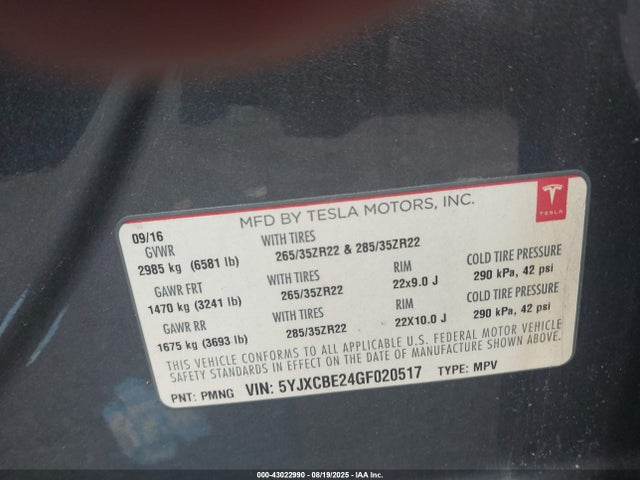 MFD BY TESLA MOTORS, INC.
TESLA
09/16
GVWR WITH TIRES
2985 kg (6581 lb) 265/35ZR22 & 285/35ZR22
GAWR FRT WITH TIRES RIM COLD TIRE PRESSURE
1470 kg (3241 lb) 265/35ZR22 22x9.0 J 290 kPa, 42 psi
GAWR RR WITH TIRES RIM COLD TIRE PRESSURE
1675 kg (3693 lb) 285/35ZR22 22X10.0 J 290 kPa, 42 psi
THIS VEHICLE CONFORMS TO ALL APPLICABLE U.S. FEDERAL MOTOR VEHICLE
SAFETY STANDARDS IN EFFECT ON THE DATE OF MANUFACTURE SHOWN ABOVE.
PNT: PMNG VIN: 5YJXCBE24GF020517 TYPE: MPV
000-43022990 - 08/19/2025 - IAA Inc.